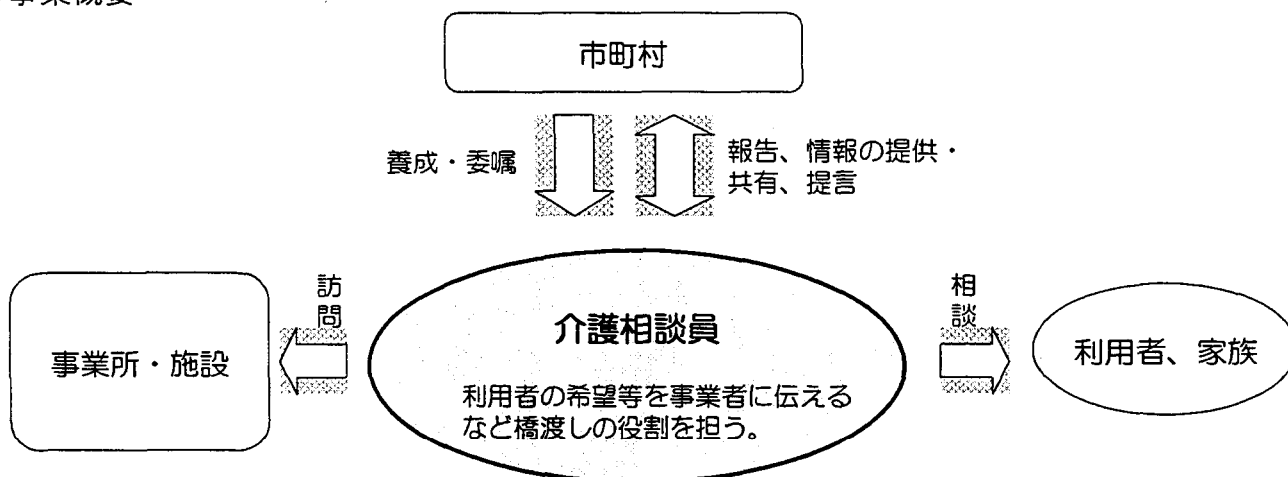 事業概要
市町村
養成・委嘱
報告、情報の提供・
共有、提言
訪問
相談
介護相談員
事業所・施設
利用者、家族
利用者の希望等を事業者に伝える
など橋渡しの役割を担う。